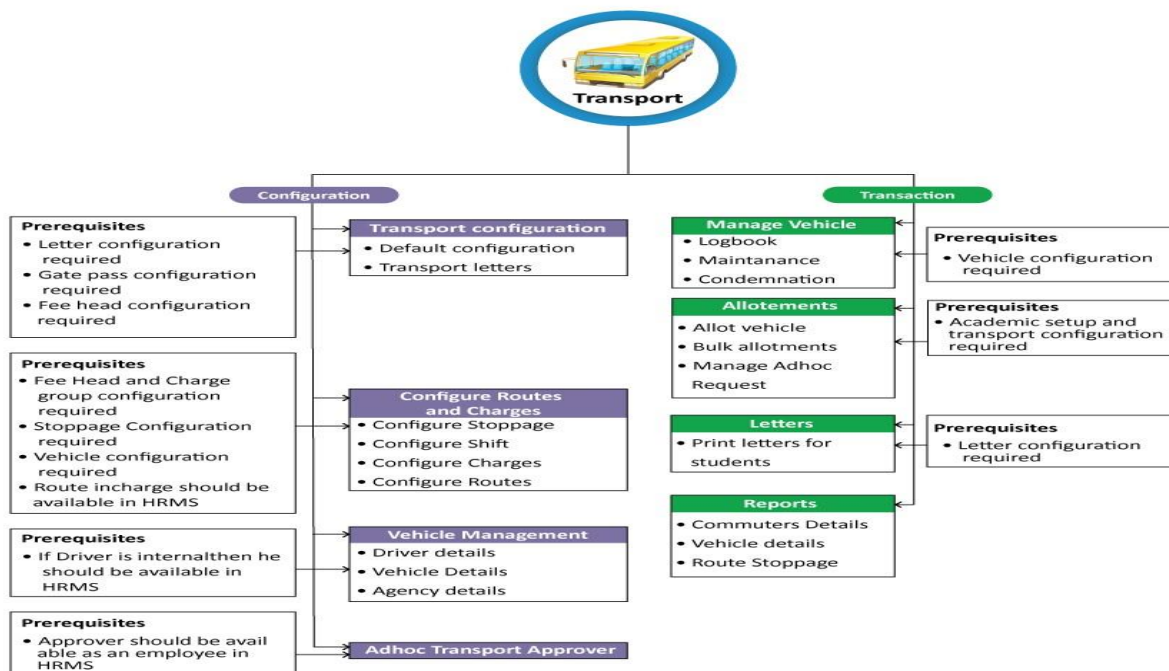 Transport
Configuration
Transaction
Prerequisites
• Letter configuration
required
• Gate pass configuration
required
• Fee head configuration
required
Transport configuration
• Default configuration
• Transport letters
Prerequisites
• Fee Head and Charge
group configuration
required
• Stoppage Configuration
required
• Vehicle configuration
required
• Route incharge should be
available in HRMS
Configure Routes
and Charges
• Configure Stoppage
• Configure Shift
• Configure Charges
• Configure Routes
Prerequisites
• If Driver is internalthen he
should be available in
HRMS
Vehicle Management
• Driver details
• Vehicle Details
• Agency details
Prerequisites
• Approver should be avail
able as an employee in
HRMS
Adhoc Transport Approver
Manage Vehicle
• Logbook
• Maintanance
• Condemnation
Prerequisites
• Vehicle configuration
required
Allotements
• Allot vehicle
• Bulk allotments
• Manage Adhoc
Request
Prerequisites
• Academic setup and
transport configuration
required
Letters
• Print letters for
students
Prerequisites
• Letter configuration
required
Reports
• Commuters Details
• Vehicle details
• Route Stoppage